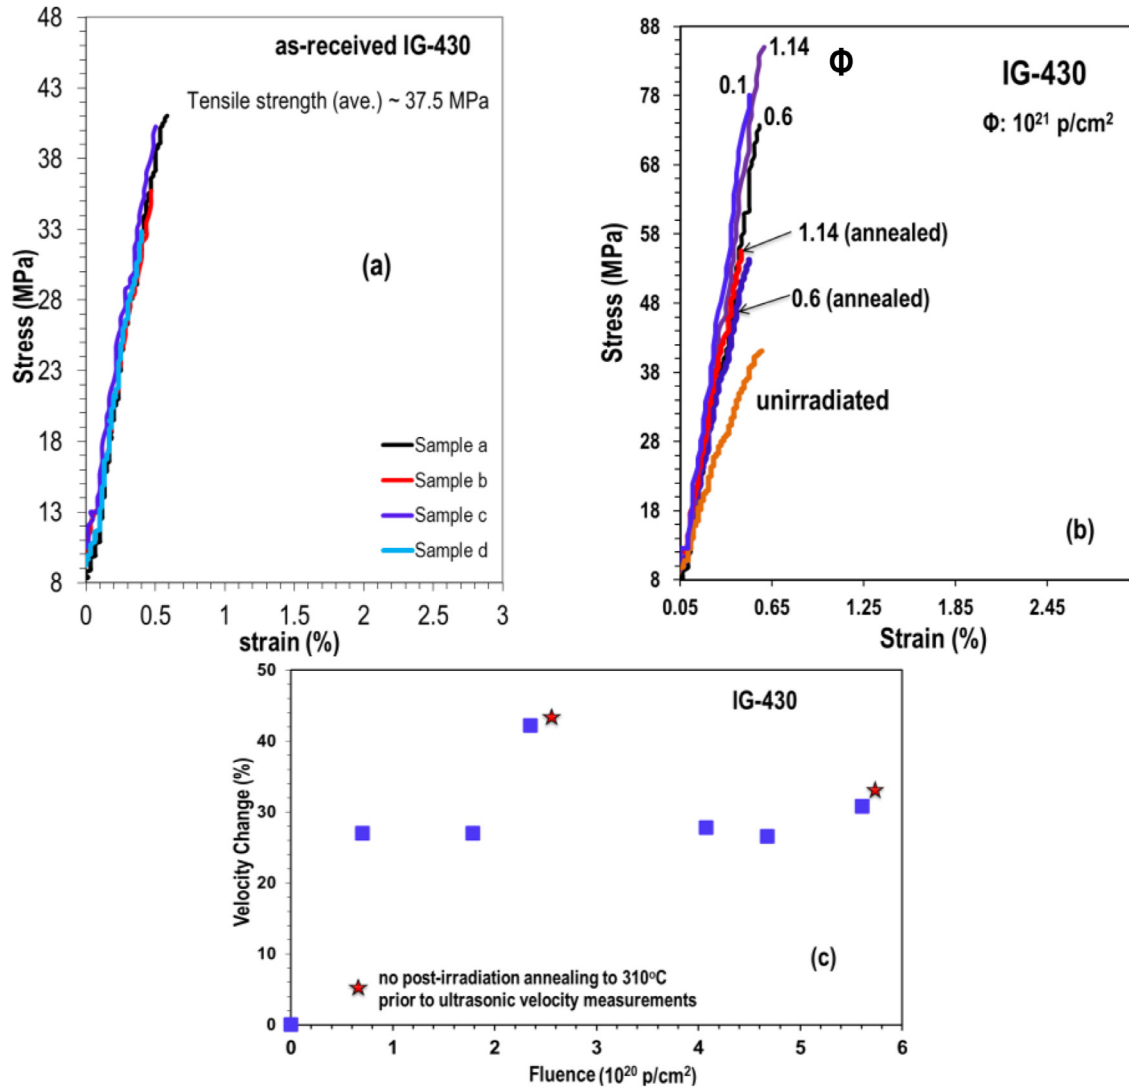 48
43
38
33
28
23
18
13
8
Stress (MPa)
as-received IG-430
Tensile strength (ave.) ~ 37.5 MPa
(a)
Sample a
Sample b
Sample c
Sample d
0 0.5 1 1.5 2 2.5 3
strain (%)
88
78
68
58
48
38
28
18
8
Stress (MPa)
1.14
Φ
0.1
0.6
IG-430
Φ: 10²¹ p/cm²
1.14 (annealed)
0.6 (annealed)
unirradiated
(b)
0.05 0.65 1.25 1.85 2.45
Strain (%)
50
40
30
20
10
0
Velocity Change (%)
IG-430
(c)
no post-irradiation annealing to 310°C
prior to ultrasonic velocity measurements
0 1 2 3 4 5 6
Fluence (10²⁰ p/cm²)